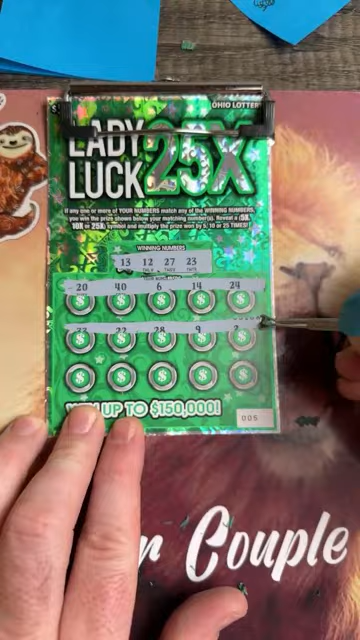 OHIO LOTTERY
LADY
LUCK 25X
If any one or more of YOUR NUMBERS match any of the WINNING NUMBERS,
you win the prize shown below your matching number(s). Reveal a "5X,
10X or 25X" symbol and multiply the prize won by 5, 10 or 25 TIMES!
WINNING NUMBERS
13 12 27 23
20 40 6 14 24
$ $ $ $ $
22 28 9
$ $ $ $ $
$ $ $ $ $
UP TO $150,000!
005
Couple